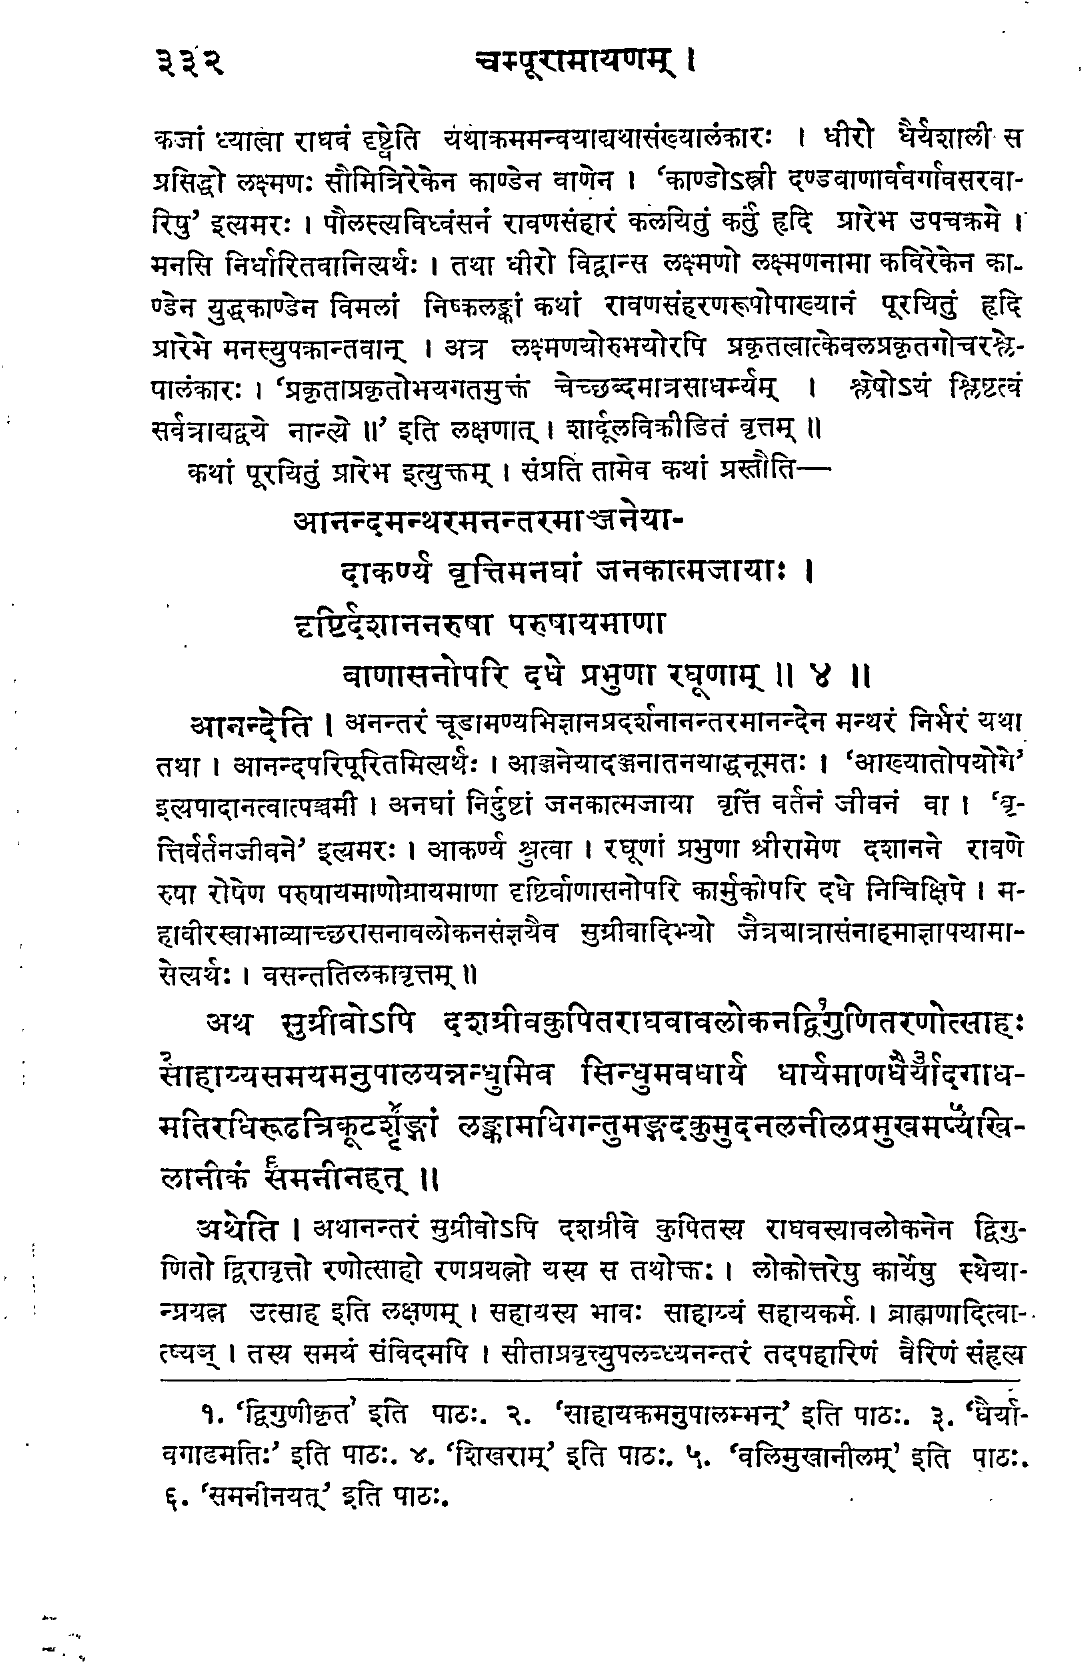 ३३२ चम्पूरामायणम् ।
कजां ध्यात्वा राघवं दृष्ट्वेति यथाक्रममन्वयाद्यथासंख्यालंकारः । धीरो धैर्यशाली स
प्रसिद्धो लक्ष्मणः सौमित्रिरेकेन काण्डेन बाणेन । ‘काण्डोऽस्त्री दण्डबाणार्ववर्गावसरवा-
रिषु’ इत्यमरः । पौलस्त्यविध्वंसनं रावणसंहारं कलयितुं कर्तुं हृदि प्रारेभ उपचक्रमे ।
मनसि निर्धारितवानित्यर्थः । तथा धीरो विद्वान्स लक्ष्मणो लक्ष्मणनामा कविरेकेन का-
ण्डेन युद्धकाण्डेन विमलां निष्कलङ्कां कथां रावणसंहरणरूपोपाख्यानं पूरयितुं हृदि
प्रारेभे मनस्युपक्रान्तवान् । अत्र लक्ष्मणयोरुभयोरपि प्रकृतत्वात्केवलप्रकृतगोचरश्ले-
षालंकारः । ‘प्रकृताप्रकृतोभयगतमुक्तं चेच्छब्दमात्रसाधर्म्यम् । श्लेषोऽयं श्लिष्टत्वं
सर्वत्राद्यद्वये नान्त्ये ॥’ इति लक्षणात् । शार्दूलविक्रीडितं वृत्तम् ॥
कथां पूरयितुं प्रारेभ इत्युक्तम् । संप्रति तामेव कथां प्रस्तौति—
आनन्दमन्थरमनन्तरमाञ्जनेया-
दाकर्ण्य वृत्तिमनघां जनकात्मजायाः ।
दृष्टिर्दशाननरुषा परुषायमाणा
बाणासनोपरि दधे प्रभुणा रघूणाम् ॥ ४ ॥
आनन्देति । अनन्तरं चूडामण्यभिज्ञानप्रदर्शनानन्तरमानन्देन मन्थरं निर्भरं यथा
तथा । आनन्दपरिपूरितमित्यर्थः । आञ्जनेयादञ्जनातनयाद्धनूमतः । ‘आख्यातोपयोगे’
इत्यपादानत्वात्पञ्चमी । अनघां निर्दुष्टां जनकात्मजाया वृत्तिं वर्तनं जीवनं वा । ‘वृ-
त्तिर्वर्तनजीवने’ इत्यमरः । आकर्ण्य श्रुत्वा । रघूणां प्रभुणा श्रीरामेण दशानने रावणे
रुषा रोषेण परुषायमाणोग्रायमाणा दृष्टिर्बाणासनोपरि कार्मुकोपरि दधे निचिक्षिपे । म-
हावीरस्वाभाव्याच्छरासनावलोकनसंज्ञयैव सुग्रीवादिभ्यो जैत्रयात्रासंनाहमाज्ञापयामा-
सेत्यर्थः । वसन्ततिलकावृत्तम् ॥
अथ सुग्रीवोऽपि दशग्रीवकुपितराघवावलोकनद्वि१गुणितरणोत्साहः
सा२हाय्यसमयमनुपालयन्नन्धुमिव सिन्धुमवधार्य धार्यमाणधै३र्यादगाध-
मतिरधिरूढत्रिकूटशृ४ङ्गां लङ्कामधिगन्तुमङ्गदकुमुदनलनीलप्रमुखमप्य५खि-
लानीकं स६मनीनहत् ॥
अथेति । अथानन्तरं सुग्रीवोऽपि दशग्रीवे कुपितस्य राघवस्यावलोकनेन द्विगु-
णितो द्विरावृत्तो रणोत्साहो रणप्रयत्नो यस्य स तथोक्तः । लोकोत्तरेषु कार्येषु स्थेया-
न्प्रयत्न उत्साह इति लक्षणम् । सहायस्य भावः साहाय्यं सहायकर्म । ब्राह्मणादित्वा-
त्ष्यञ् । तस्य समयं संविदमपि । सीताप्रवृत्त्युपलब्ध्यनन्तरं तदपहारिणं वैरिणं संहृत्य
१. ‘द्विगुणीकृत’ इति पाठः. २. ‘साहायकमनुपालम्भन्’ इति पाठः. ३. ‘धैर्या-
वगाढमतिः’ इति पाठः. ४. ‘शिखराम्’ इति पाठः. ५. ‘वलिमुखानीलम्’ इति पाठः.
६. ‘समनीनयत्’ इति पाठः.